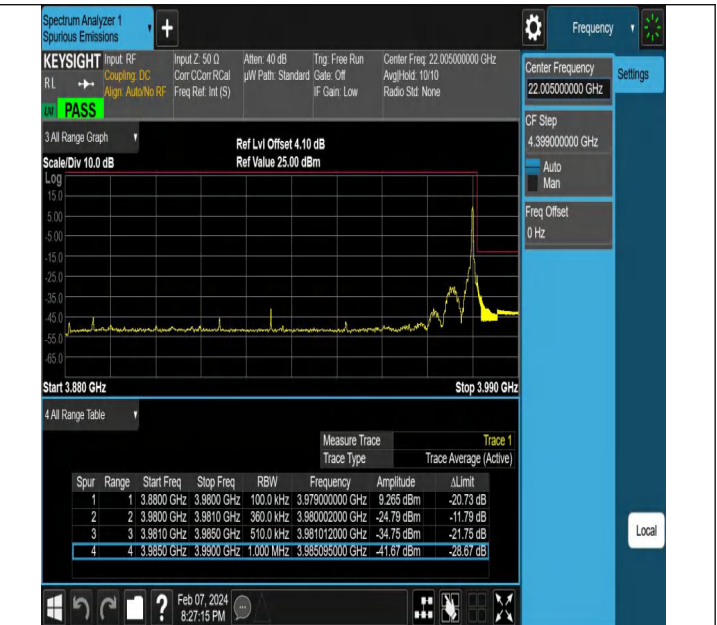 Spectrum Analyzer 1
Spurious Emissions
+
Frequency
KEYSIGHT Input: RF Input Z: 50 Ω Atten: 40 dB Trig: Free Run Center Freq: 22.005000000 GHz
RL Coupling: DC Corr CCorr RCal µW Path: Standard Gate: Off Avg|Hold: 10/10
Align: Auto/No RF Freq Ref: Int (S) IF Gain: Low Radio Std: None
PASS
Center Frequency
22.005000000 GHz
Settings
CF Step
4.399000000 GHz
Auto
Man
Freq Offset
0 Hz
3 All Range Graph
Ref Lvl Offset 4.10 dB
Scale/Div 10.0 dB Ref Value 25.00 dBm
Log
15.0
5.00
-5.00
-15.0
-25.0
-35.0
-45.0
-55.0
-65.0
Start 3.880 GHz Stop 3.990 GHz
4 All Range Table
Measure Trace Trace 1
Trace Type Trace Average (Active)
Spur Range Start Freq Stop Freq RBW Frequency Amplitude ΔLimit
1 1 3.8800 GHz 3.9800 GHz 100.0 kHz 3.979000000 GHz 9.265 dBm -20.73 dB
2 2 3.9800 GHz 3.9810 GHz 360.0 kHz 3.980002000 GHz -24.79 dBm -11.79 dB
3 3 3.9810 GHz 3.9850 GHz 510.0 kHz 3.981012000 GHz -34.75 dBm -21.75 dB
4 4 3.9850 GHz 3.9900 GHz 1.000 MHz 3.985095000 GHz -41.67 dBm -28.67 dB
Local
? Feb 07, 2024
8:27:15 PM